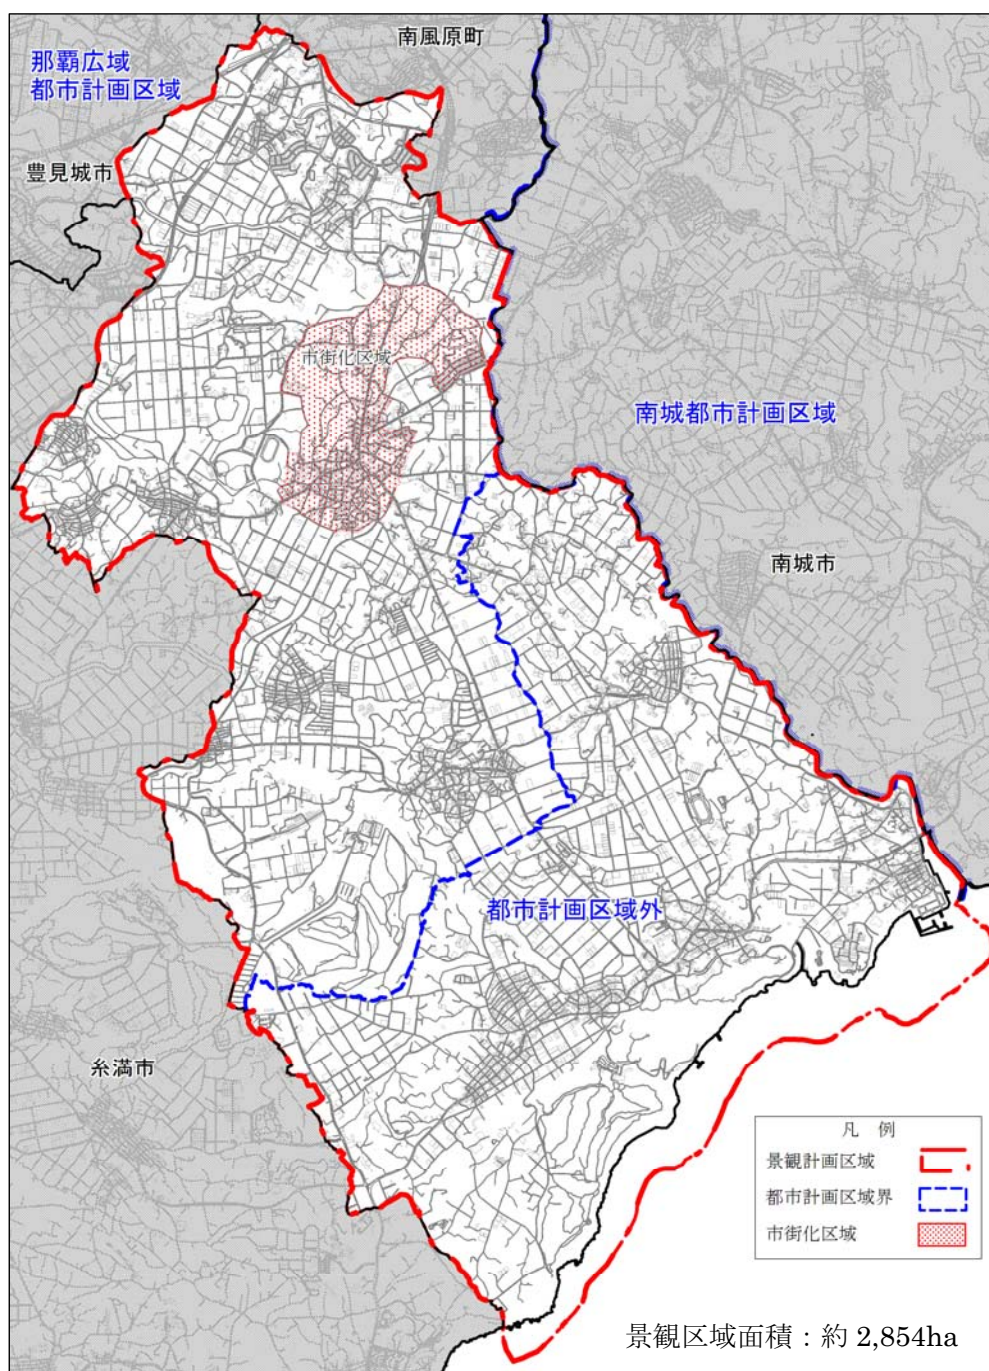 南風原町
那覇広域
都市計画区域
豊見城市
市街化区域
南城都市計画区域
南城市
都市計画区域外
糸満市
凡 例
景観計画区域
都市計画区域界
市街化区域
景観区域面積：約 2,854ha